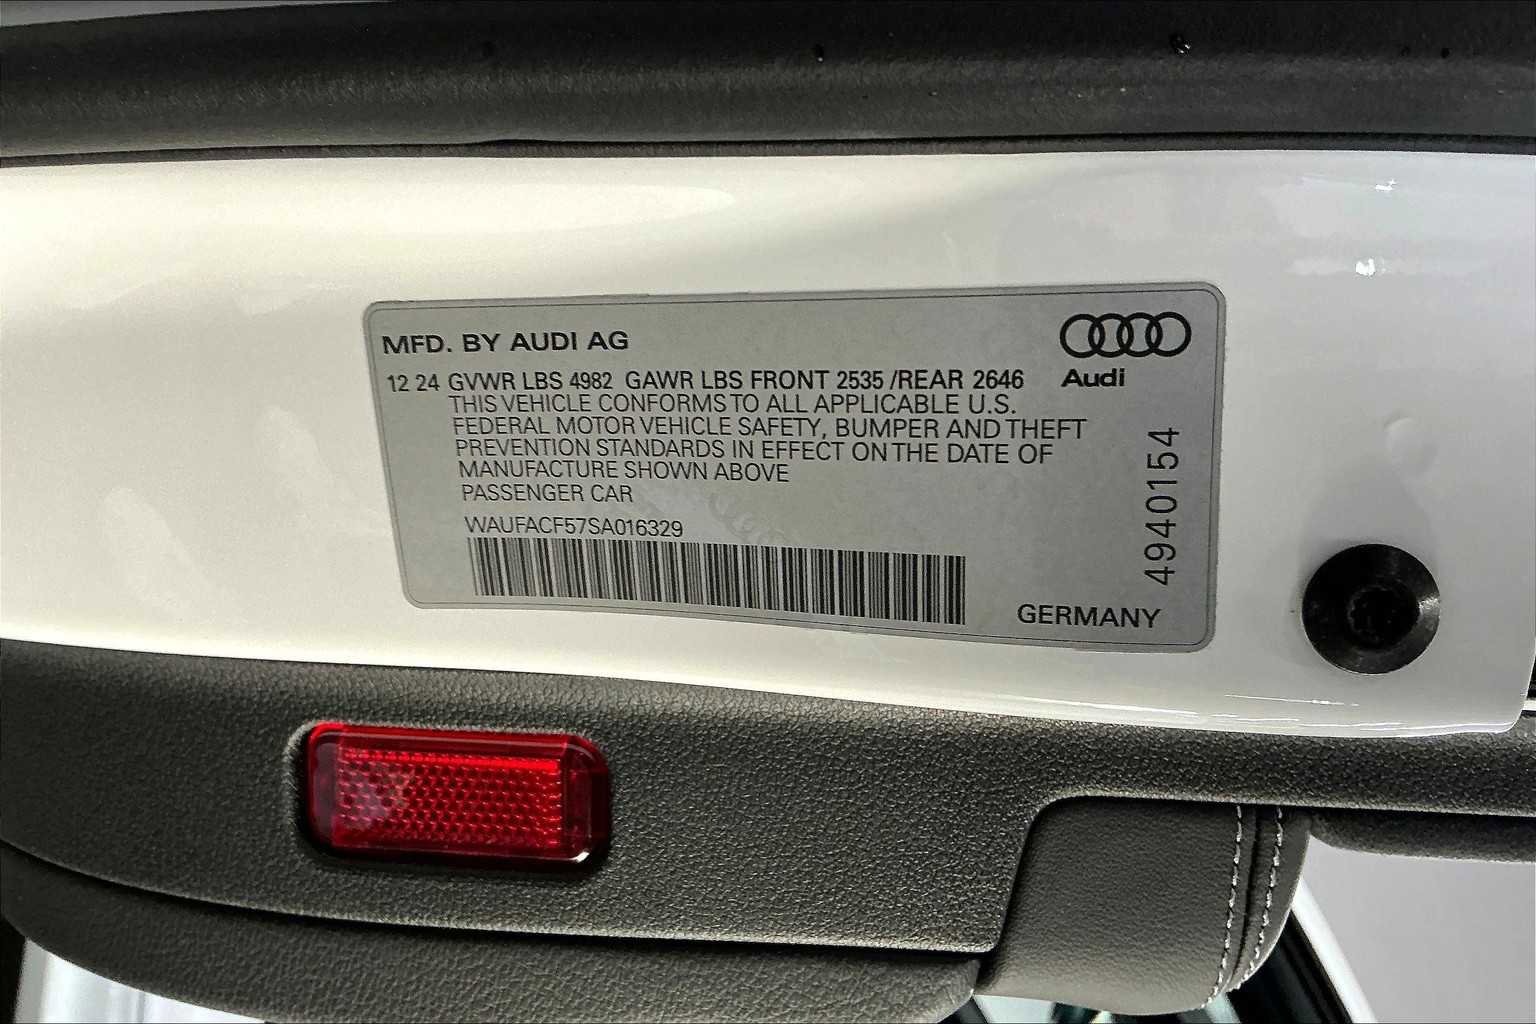 MFD. BY AUDI AG
Audi
12 24 GVWR LBS 4982 GAWR LBS FRONT 2535 /REAR 2646
THIS VEHICLE CONFORMS TO ALL APPLICABLE U.S.
FEDERAL MOTOR VEHICLE SAFETY, BUMPER AND THEFT
PREVENTION STANDARDS IN EFFECT ON THE DATE OF
MANUFACTURE SHOWN ABOVE
PASSENGER CAR
WAUFACF57SA016329
4940154
GERMANY